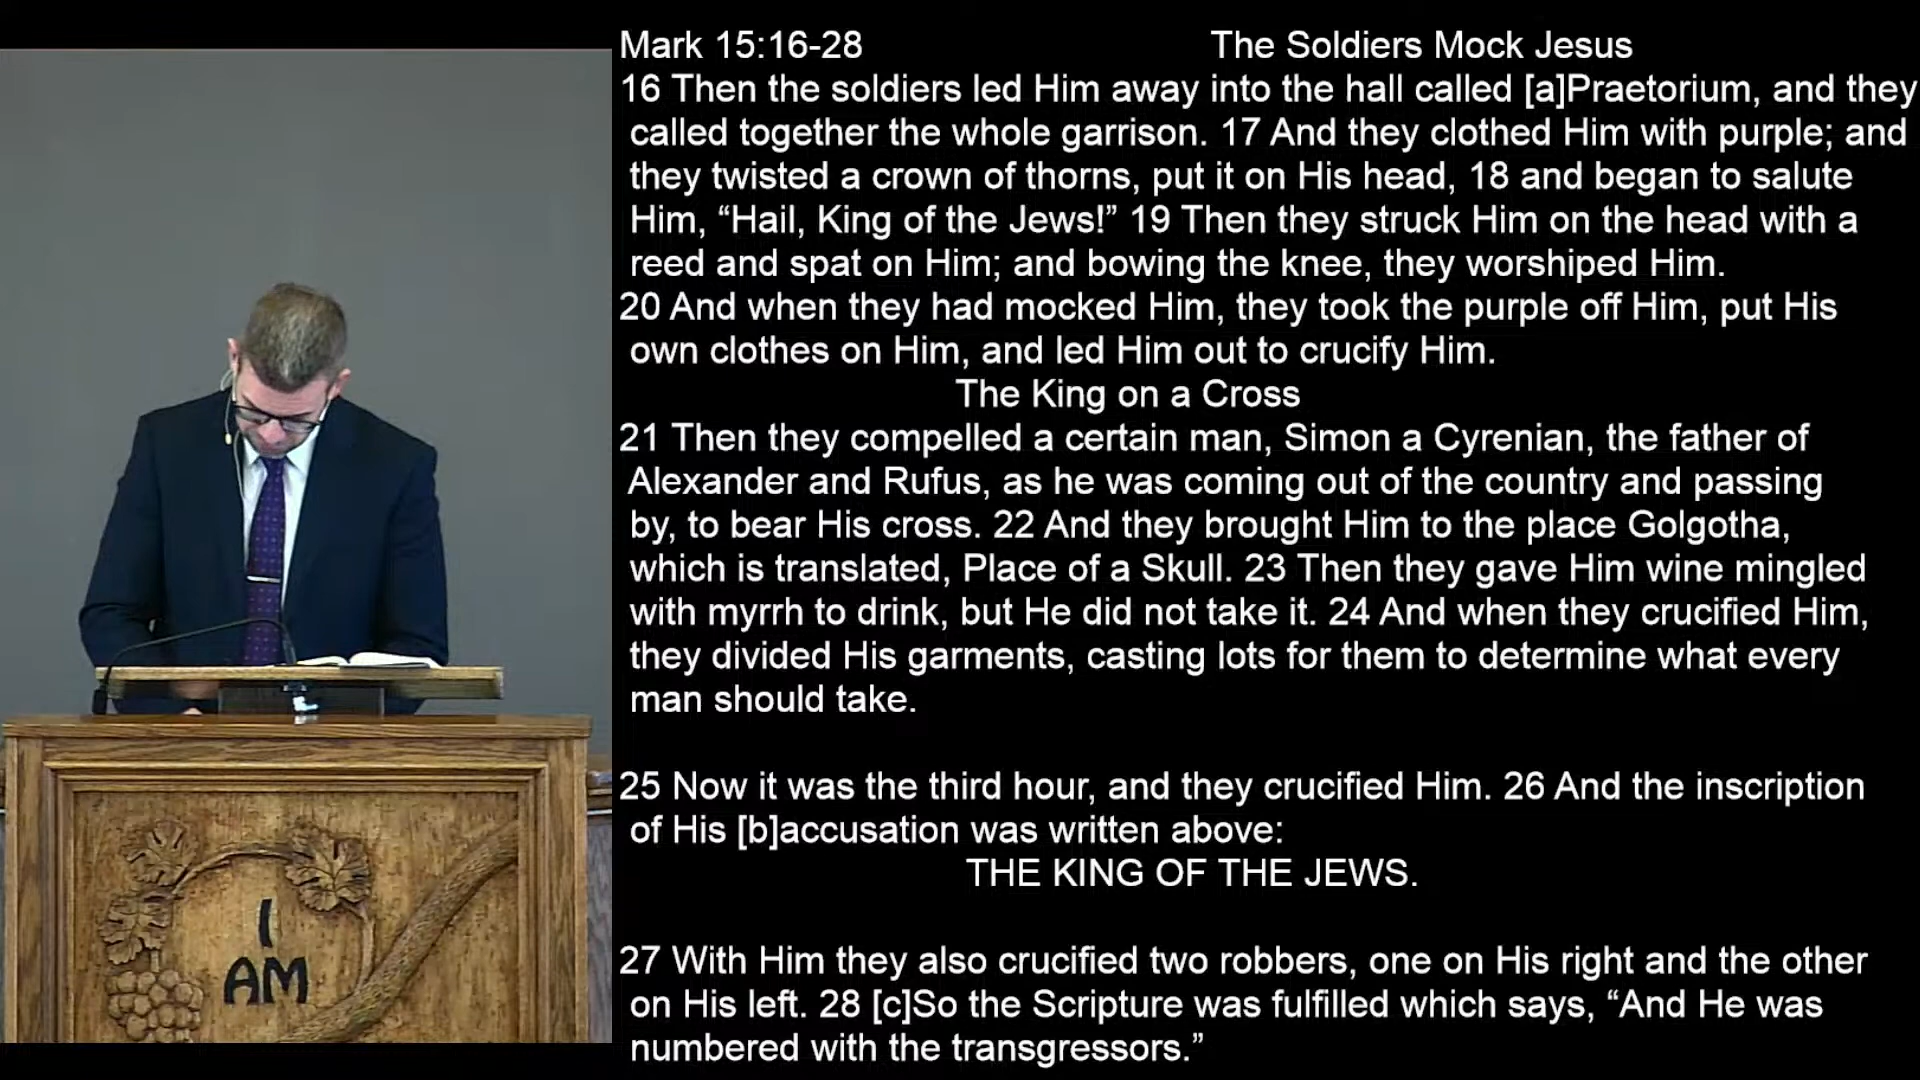 Mark 15:16-28 The Soldiers Mock Jesus
16 Then the soldiers led Him away into the hall called [a]Praetorium, and they
called together the whole garrison. 17 And they clothed Him with purple; and
they twisted a crown of thorns, put it on His head, 18 and began to salute
Him, “Hail, King of the Jews!” 19 Then they struck Him on the head with a
reed and spat on Him; and bowing the knee, they worshiped Him.
20 And when they had mocked Him, they took the purple off Him, put His
own clothes on Him, and led Him out to crucify Him.
The King on a Cross
21 Then they compelled a certain man, Simon a Cyrenian, the father of
Alexander and Rufus, as he was coming out of the country and passing
by, to bear His cross. 22 And they brought Him to the place Golgotha,
which is translated, Place of a Skull. 23 Then they gave Him wine mingled
with myrrh to drink, but He did not take it. 24 And when they crucified Him,
they divided His garments, casting lots for them to determine what every
man should take.
25 Now it was the third hour, and they crucified Him. 26 And the inscription
of His [b]accusation was written above:
THE KING OF THE JEWS.
27 With Him they also crucified two robbers, one on His right and the other
on His left. 28 [c]So the Scripture was fulfilled which says, “And He was
numbered with the transgressors.”
I
AM